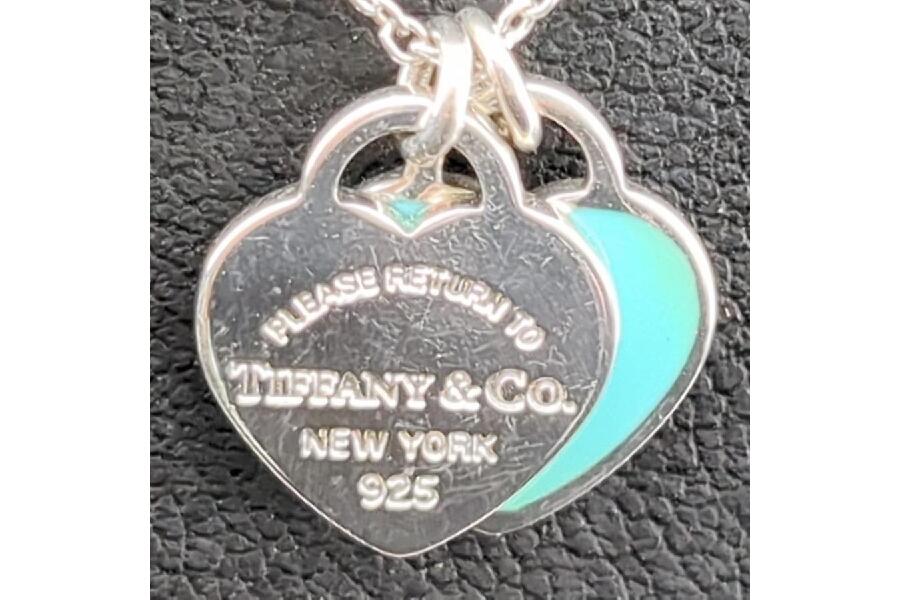 PLEASE RETURN TO
TIFFANY & CO.
NEW YORK
925